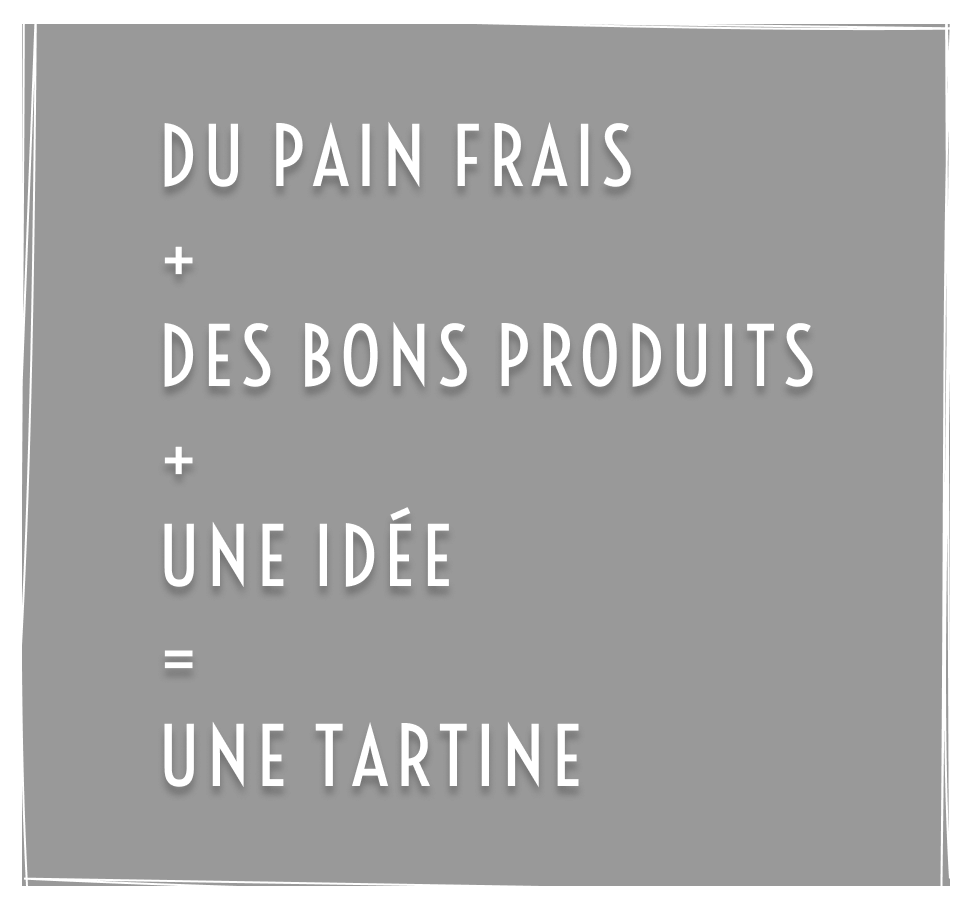 DU PAIN FRAIS
+
DES BONS PRODUITS
+
UNE IDÉE
=
UNE TARTINE